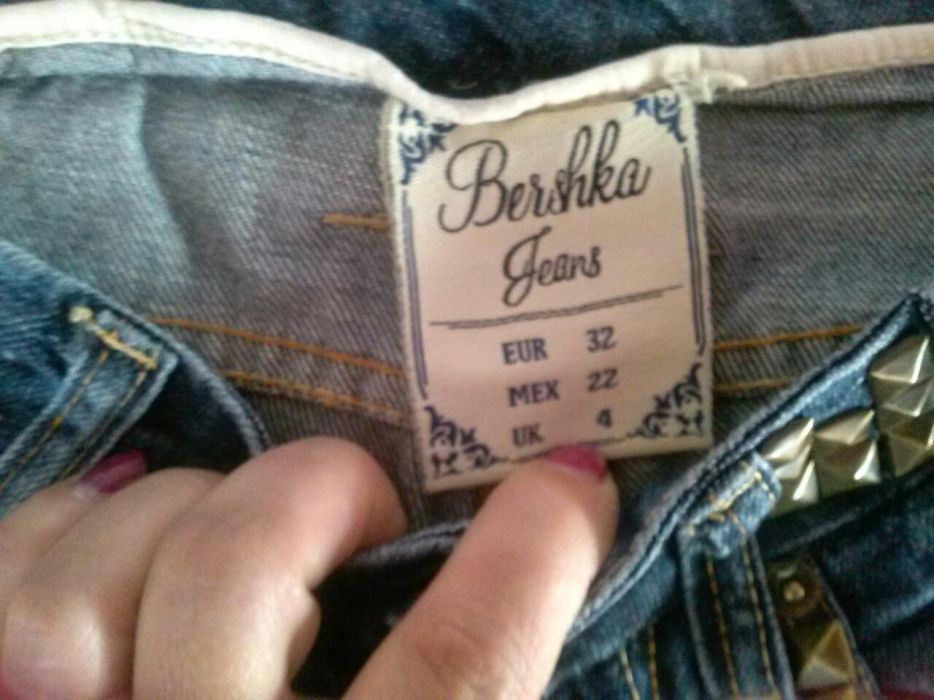 Bershka
Jeans
EUR 32
MEX 22
UK 4